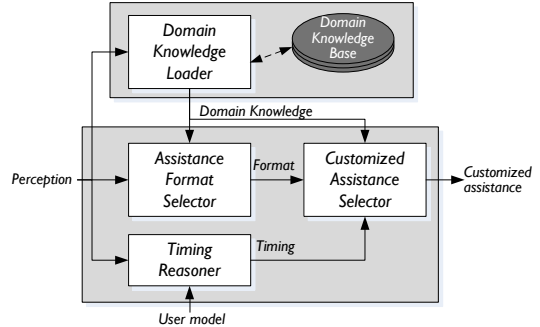 Domain
Knowledge
Loader
Domain
Knowledge
Base
Domain Knowledge
Perception
Assistance
Format
Selector
Format
Customized
Assistance
Selector
Customized
assistance
Timing
Reasoner
Timing
User model